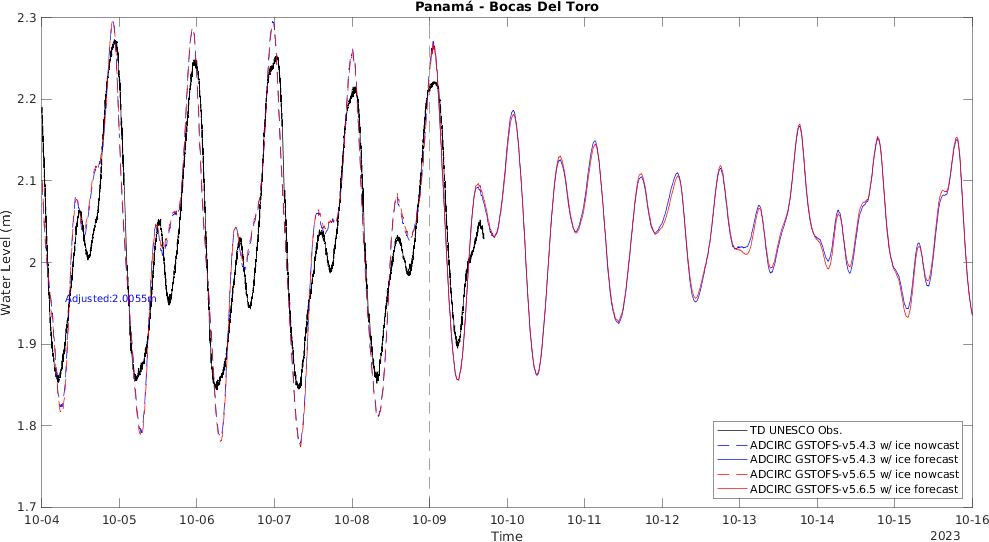 Panamá - Bocas Del Toro
2.3
2.2
2.1
2
1.9
1.8
1.7
Water Level (m)
Adjusted:2.0055m
TD UNESCO Obs.
ADCIRC GSTOFS-v5.4.3 w/ ice nowcast
ADCIRC GSTOFS-v5.4.3 w/ ice forecast
ADCIRC GSTOFS-v5.6.5 w/ ice nowcast
ADCIRC GSTOFS-v5.6.5 w/ ice forecast
10-04 10-05 10-06 10-07 10-08 10-09 10-10 10-11 10-12 10-13 10-14 10-15 10-16
Time
2023